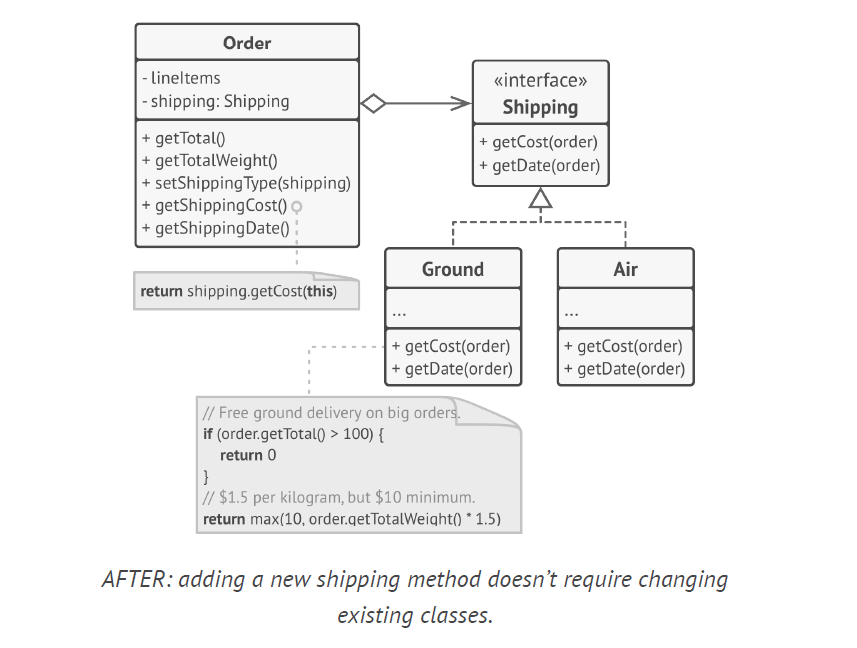 Order
- lineItems
- shipping: Shipping
+ getTotal()
+ getTotalWeight()
+ setShippingType(shipping)
+ getShippingCost()
+ getShippingDate()
return shipping.getCost(this)
«interface»
Shipping
+ getCost(order)
+ getDate(order)
Ground
...
+ getCost(order)
+ getDate(order)
Air
...
+ getCost(order)
+ getDate(order)
// Free ground delivery on big orders.
if (order.getTotal() > 100) {
return 0
}
// $1.5 per kilogram, but $10 minimum.
return max(10, order.getTotalWeight() * 1.5)
AFTER: adding a new shipping method doesn’t require changing
existing classes.